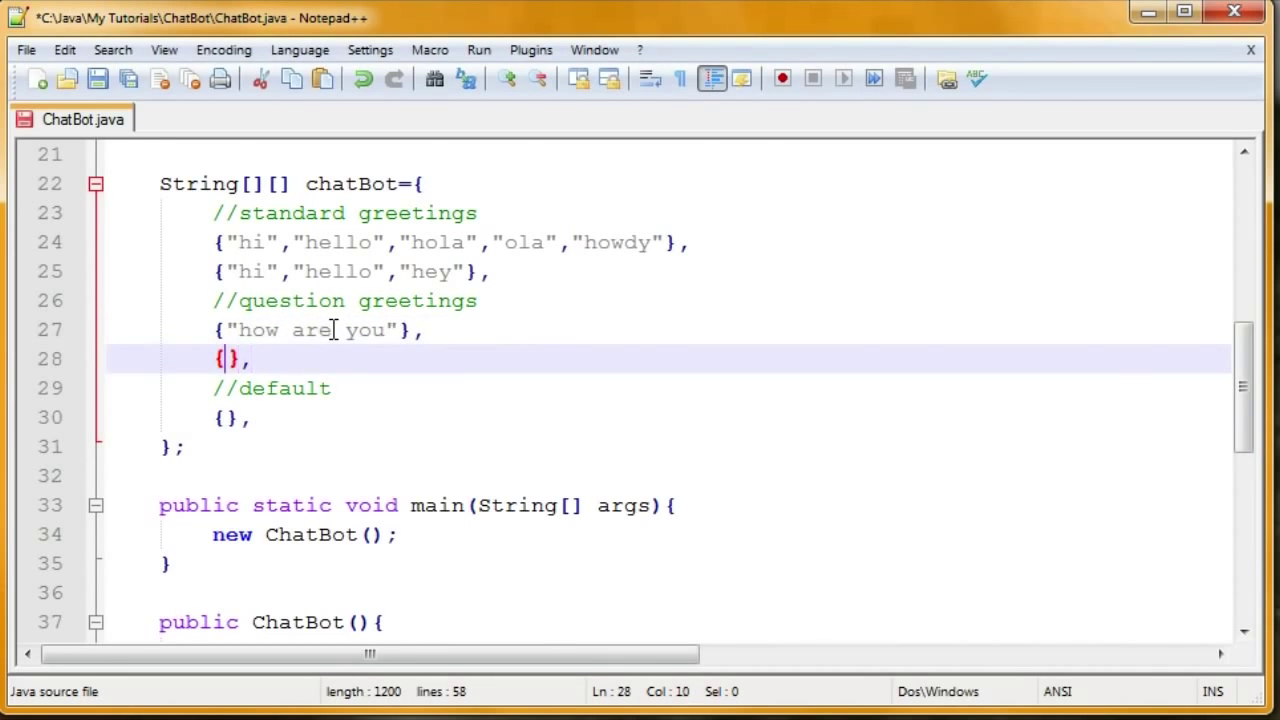 *C:\Java\My Tutorials\ChatBot\ChatBot.java - Notepad++
File Edit Search View Encoding Language Settings Macro Run Plugins Window ? X
ABC
ChatBot.java
21
22 String[][] chatBot={
23 //standard greetings
24 {"hi","hello","hola","ola","howdy"},
25 {"hi","hello","hey"},
26 //question greetings
27 {"how are you"},
28 {},
29 //default
30 {},
31 };
32
33 public static void main(String[] args){
34 new ChatBot();
35 }
36
37 public ChatBot(){
Java source file length : 1200 lines : 58 Ln : 28 Col : 10 Sel : 0 Dos\Windows ANSI INS